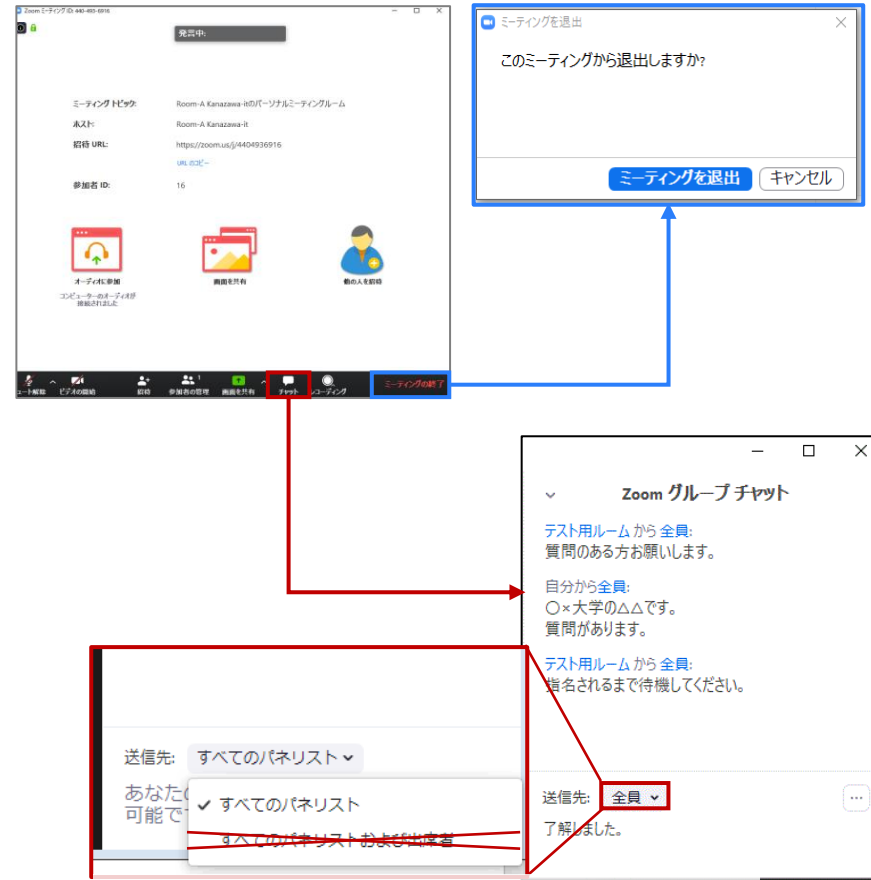 Zoom ミーティング ID: 440-493-6916
発言中:
ミーティング トピック:
Room-A Kanazawa-itのパーソナルミーティングルーム
ホスト:
Room-A Kanazawa-it
招待 URL:
https://zoom.us/j/4404936916
URL のコピー
参加者 ID:
16
オーディオに参加
コンピューターのオーディオが
接続されました
画面を共有
他の人を招待
ュート解除
ビデオの開始
招待
1
参加者の管理
画面を共有
チャット
レコーディング
ミーティングの終了
ミーティングを退出
このミーティングから退出しますか?
ミーティングを退出
キャンセル
Zoom グループ チャット
テスト用ルーム から 全員:
質問のある方お願いします。
自分から全員:
○×大学の△△です。
質問があります。
テスト用ルーム から 全員:
指名されるまで待機してください。
送信先: 全員
了解しました。
送信先: すべてのパネリスト
あなたの
可能で
すべてのパネリスト
すべてのパネリストおよび出席者